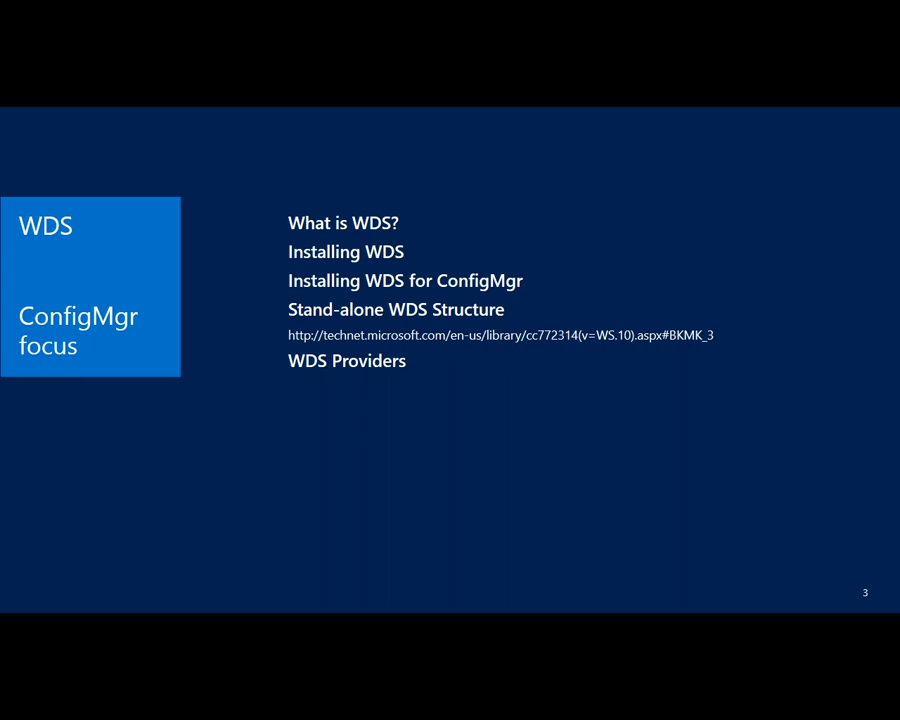 WDS
ConfigMgr
focus
What is WDS?
Installing WDS
Installing WDS for ConfigMgr
Stand-alone WDS Structure
http://technet.microsoft.com/en-us/library/cc772314(v=WS.10).aspx#BKMK_3
WDS Providers
3